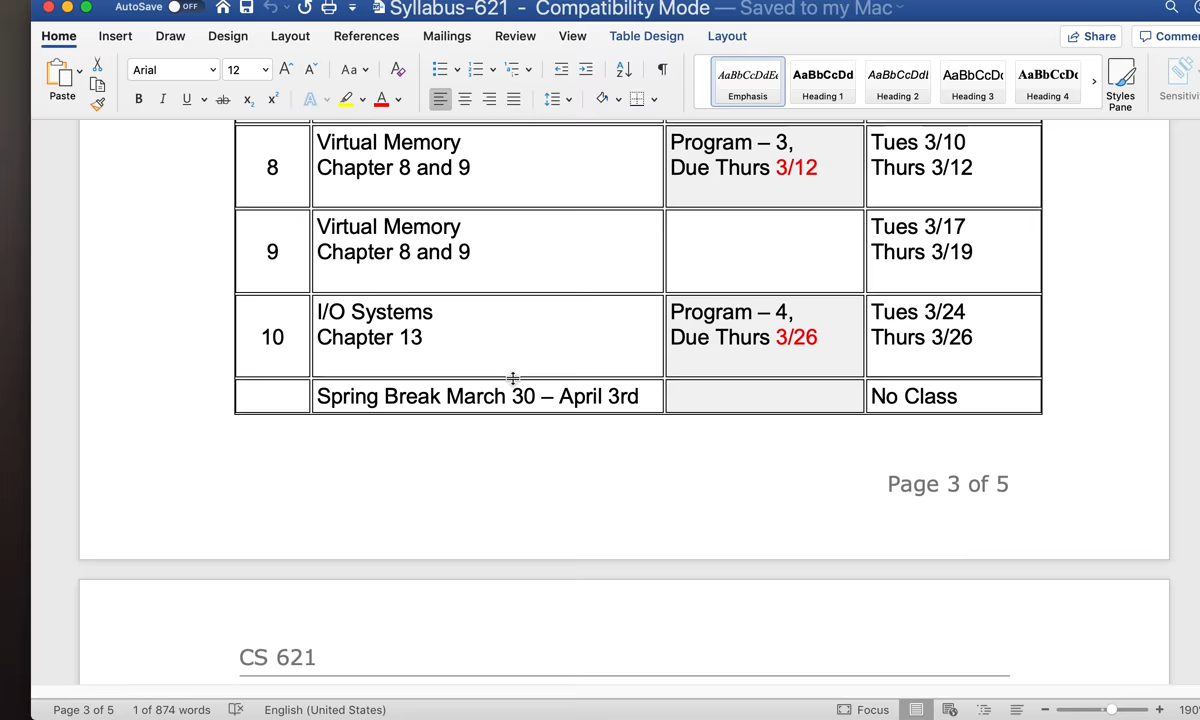 AutoSave OFF
Syllabus-621 - Compatibility Mode — Saved to my Mac
Home Insert Draw Design Layout References Mailings Review View Table Design Layout
Share
Paste
Arial
12
Aa
AaBbCcDdEe
Emphasis
AaBbCcDd
Heading 1
AaBbCcDdE
Heading 2
AaBbCcDc
Heading 3
AaBbCcDc
Heading 4
Styles
Pane
8
Virtual Memory
Chapter 8 and 9
Program – 3,
Due Thurs 3/12
Tues 3/10
Thurs 3/12
9
Virtual Memory
Chapter 8 and 9
Tues 3/17
Thurs 3/19
10
I/O Systems
Chapter 13
Program – 4,
Due Thurs 3/26
Tues 3/24
Thurs 3/26
Spring Break March 30 – April 3rd
No Class
Page 3 of 5
CS 621
Page 3 of 5
1 of 874 words
English (United States)
Focus